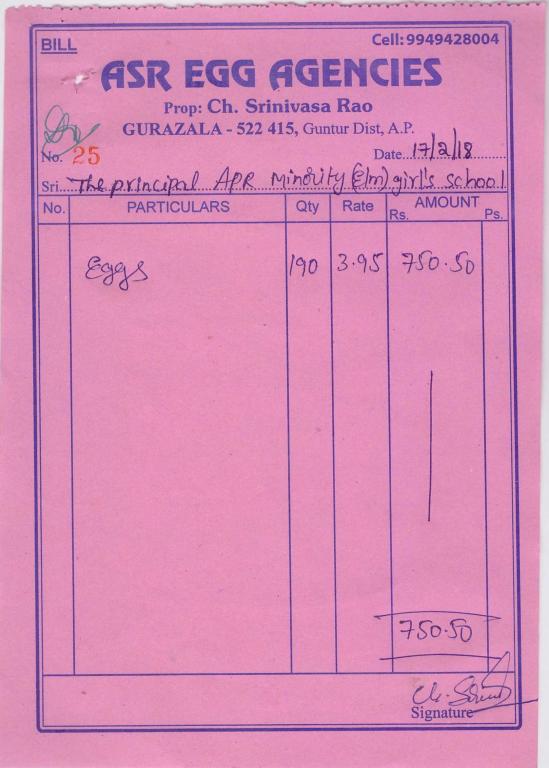 BILL
Cell: 9949428004
ASR EGG AGENCIES
Prop: Ch. Srinivasa Rao
GURAZALA - 522 415, Guntur Dist, A.P.
No. 25
Date 17/2/18
Sri The principal APR Minority (E/m) girl's school
No. PARTICULARS Qty Rate AMOUNT
Rs. Ps.
Eggs 190 3.95 750.50
750.50
Signature